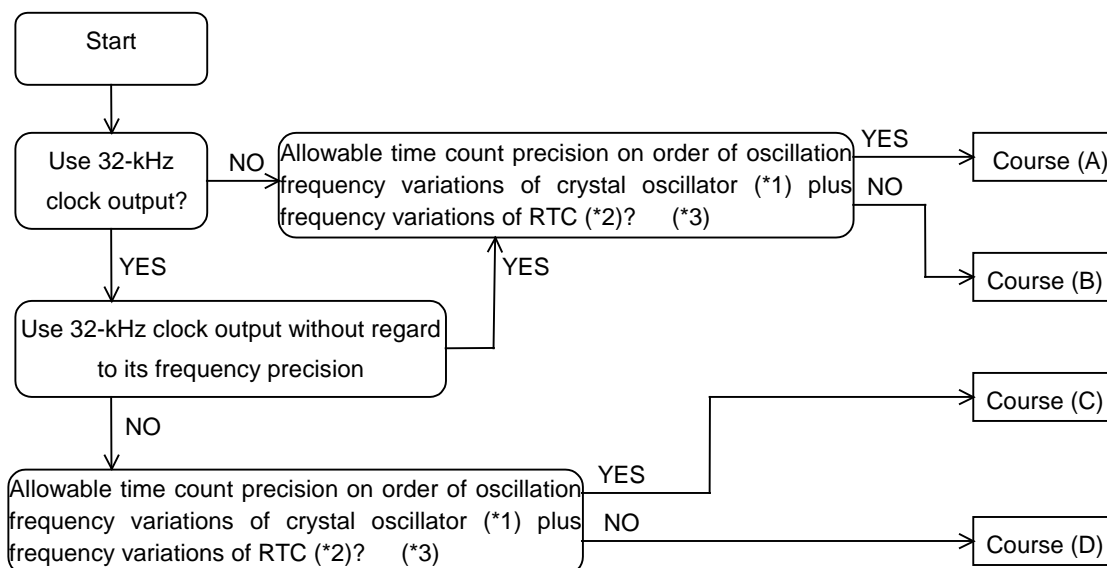 Start
Use 32-kHz
clock output?
NO
Allowable time count precision on order of oscillation
frequency variations of crystal oscillator (*1) plus
frequency variations of RTC (*2)? (*3)
YES
Course (A)
NO
Course (B)
YES
YES
Use 32-kHz clock output without regard
to its frequency precision
Course (C)
NO
Allowable time count precision on order of oscillation
frequency variations of crystal oscillator (*1) plus
frequency variations of RTC (*2)? (*3)
YES
NO
Course (D)